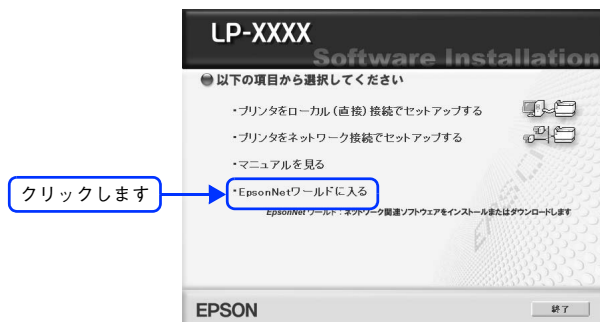 LP-XXXX
Software Installation
以下の項目から選択してください
・プリンタをローカル（直接）接続でセットアップする
・プリンタをネットワーク接続でセットアップする
・マニュアルを見る
クリックします
・EpsonNetワールドに入る
EpsonNet ワールド：ネットワーク関連ソフトウェアをインストールまたはダウンロードします
EPSON
EPSON
終了